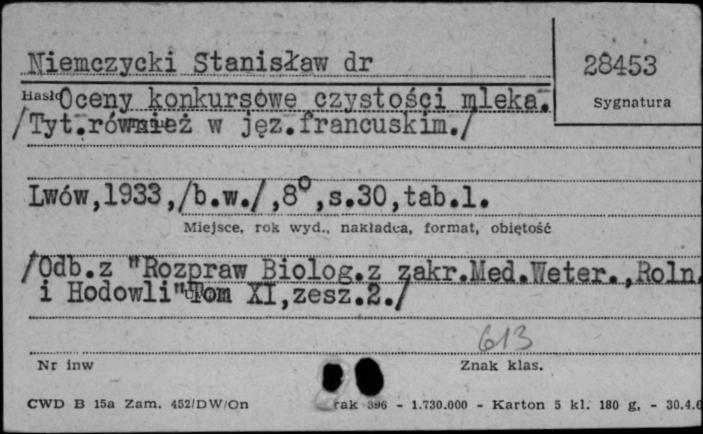 Niemczycki Stanisław dr
28453
Hasło Oceny konkursowe czystości mleka.
Sygnatura
/Tyt.również w jęz.francuskim./
Lwów,1933,/b.w./,8°,s.30,tab.1.
Miejsce, rok wyd., nakładca, format, objętość
/Odb.z "Rozpraw Biolog.z zakr.Med.Weter.,Roln.
i Hodowli" Tom XI,zesz.2./
613
Nr inw
Znak klas.
CWD B 15a Zam. 452/DW/On
rak 396 - 1.730.000 - Karton 5 kl. 180 g. - 30.4.6